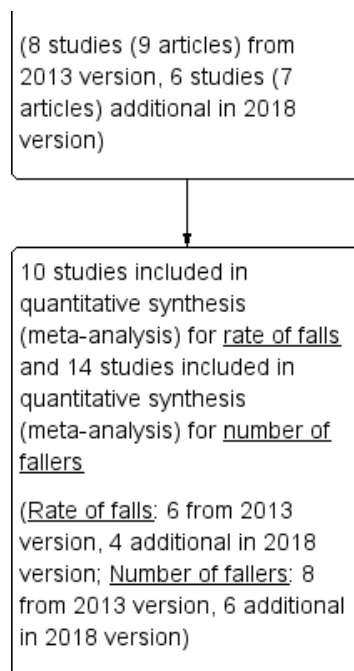 (8 studies (9 articles) from
2013 version, 6 studies (7
articles) additional in 2018
version)
10 studies included in
quantitative synthesis
(meta-analysis) for rate of falls
and 14 studies included in
quantitative synthesis
(meta-analysis) for number of
fallers
(Rate of falls: 6 from 2013
version, 4 additional in 2018
version; Number of fallers: 8
from 2013 version, 6 additional
in 2018 version)